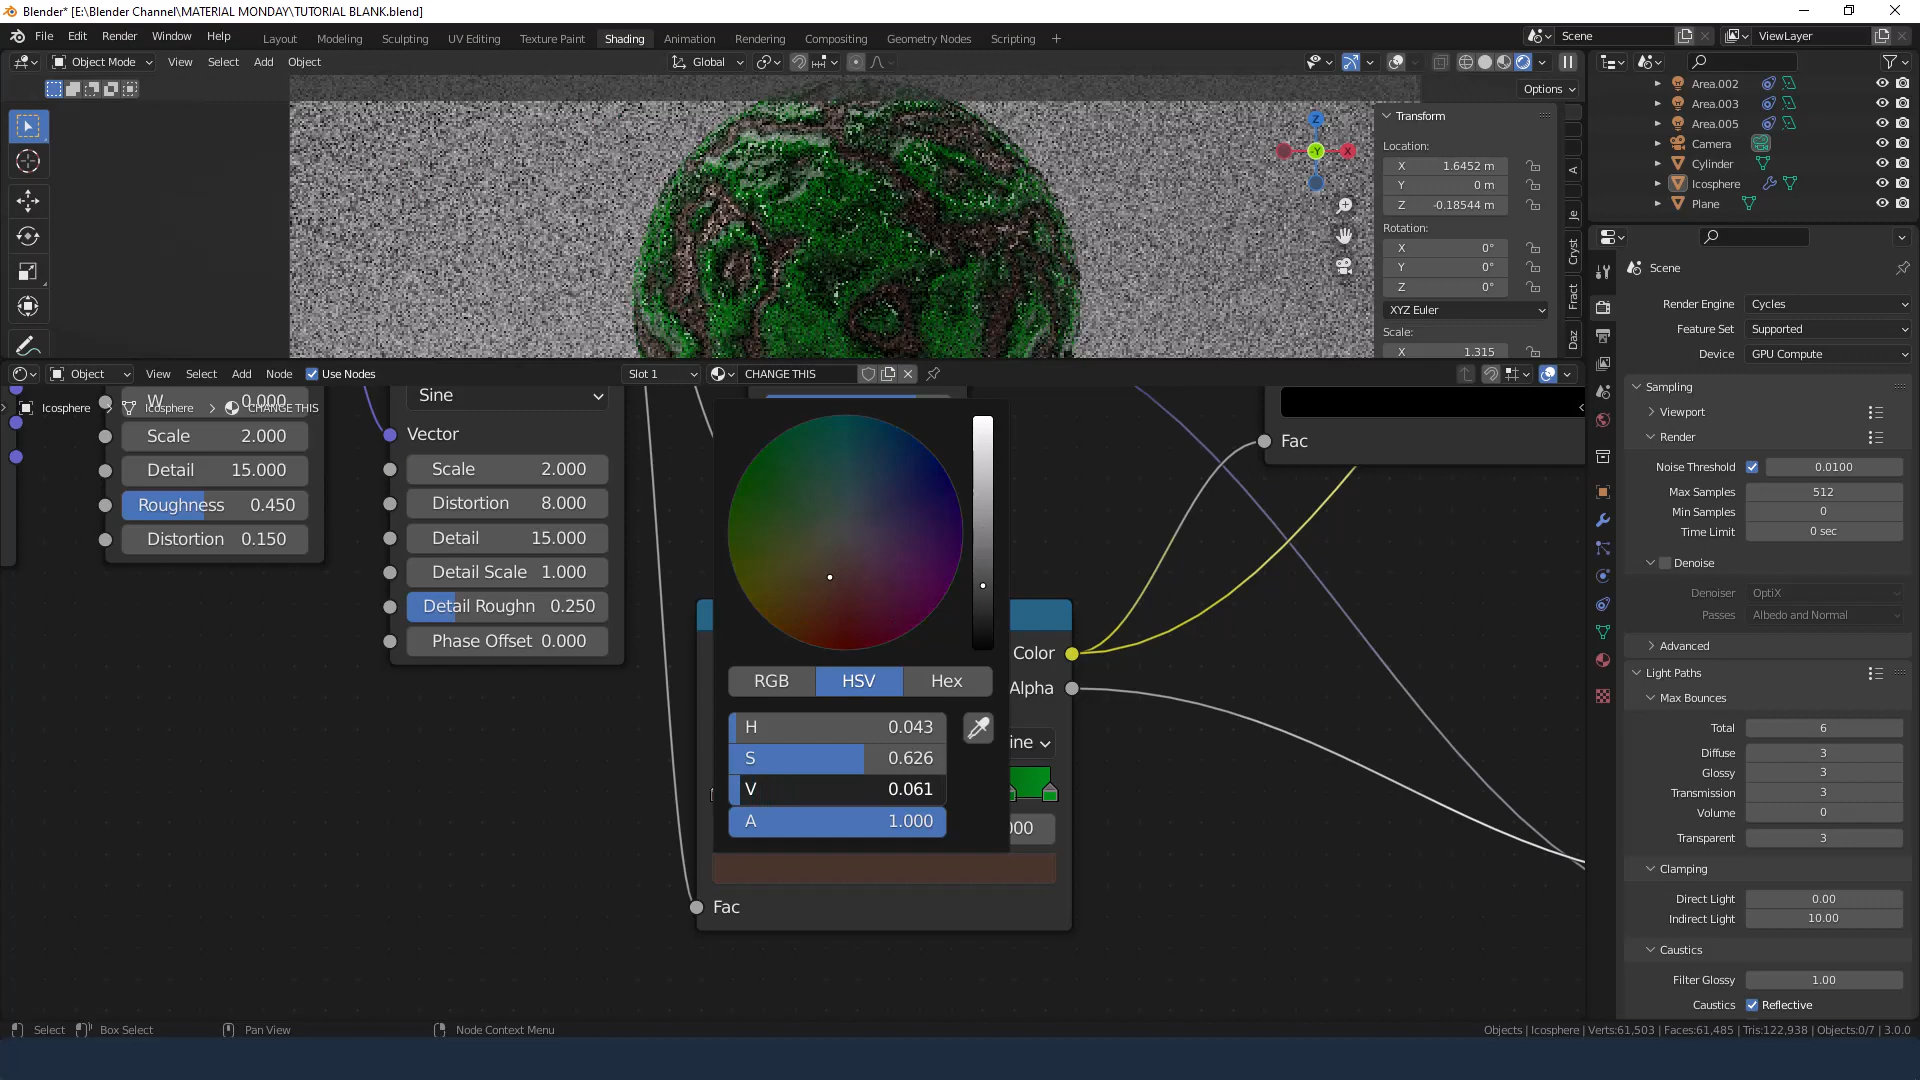 Blender* [E:\Blender Channel\MATERIAL MONDAY\TUTORIAL BLANK.blend]
File Edit Render Window Help Layout Modeling Sculpting UV Editing Texture Paint Shading Animation Rendering Compositing Geometry Nodes Scripting + Scene ViewLayer
Object Mode View Select Add Object Global
Options
Area.002
Area.003
Area.005
Camera
Cylinder
Icosphere
Plane
Z
-Y
X
Transform
Location:
X 1.6452 m
Y 0 m
Z -0.18544 m
Rotation:
X 0°
Y 0°
Z 0°
XYZ Euler
Scale:
X 1.315
A
Je
Cryst
Fract
Daz
Scene
Render Engine Cycles
Feature Set Supported
Device GPU Compute
Sampling
Viewport
Render
Noise Threshold 0.0100
Max Samples 512
Min Samples 0
Time Limit 0 sec
Denoise
Denoiser OptiX
Passes Albedo and Normal
Advanced
Light Paths
Max Bounces
Total 6
Diffuse 3
Glossy 3
Transmission 3
Volume 0
Transparent 3
Clamping
Direct Light 0.00
Indirect Light 10.00
Caustics
Filter Glossy 1.00
Caustics Reflective
Object View Select Add Node Use Nodes Slot 1 CHANGE THIS
Icosphere > Icosphere > CHANGE THIS
W 0.000
Scale 2.000
Detail 15.000
Roughness 0.450
Distortion 0.150
Sine
Vector
Scale 2.000
Distortion 8.000
Detail 15.000
Detail Scale 1.000
Detail Roughn 0.250
Phase Offset 0.000
RGB HSV Hex
H 0.043
S 0.626
V 0.061
A 1.000
Color
Alpha
ine
000
Fac
Fac
Select Box Select Pan View Node Context Menu
Objects | Icosphere | Verts:61,503 | Faces:61,485 | Tris:122,938 | Objects:0/7 | 3.0.0